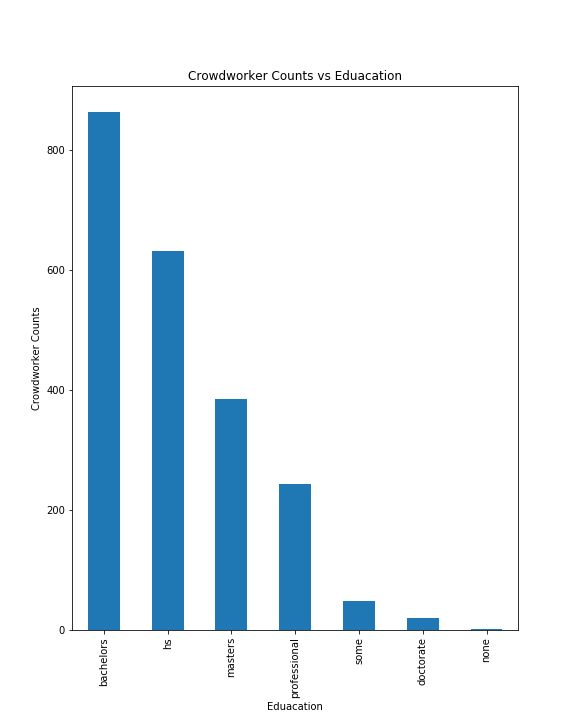 Crowdworker Counts vs Eduacation
Crowdworker Counts
800
600
400
200
0
bachelors
hs
masters
professional
some
doctorate
none
Eduacation